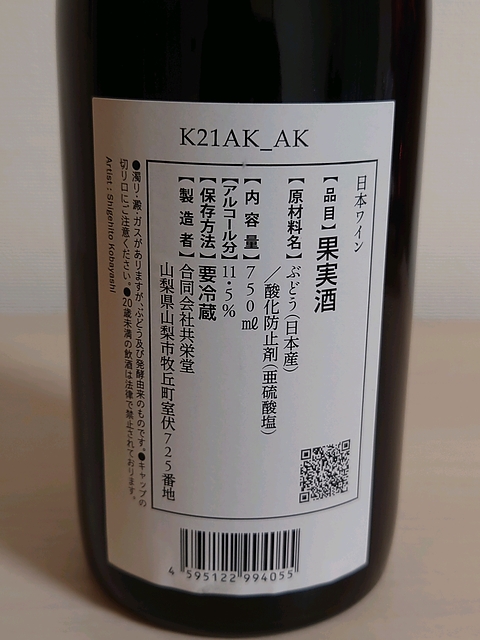 K21AK_AK
日本ワイン
【品目】果実酒
【原材料名】ぶどう(日本産)
／酸化防止剤(亜硫酸塩)
【内容量】750㎖
【アルコール分】11・5%
【保存方法】要冷蔵
【製造者】合同会社共栄堂
山梨県山梨市牧丘町室伏725番地
●濁り・澱・ガスがありますが、ぶどう及び発酵由来のものです。●キャップの
切り口にご注意ください。●20歳未満の飲酒は法律で禁止されております。
Artist : Shigehito Kobayashi
4 595122 994055